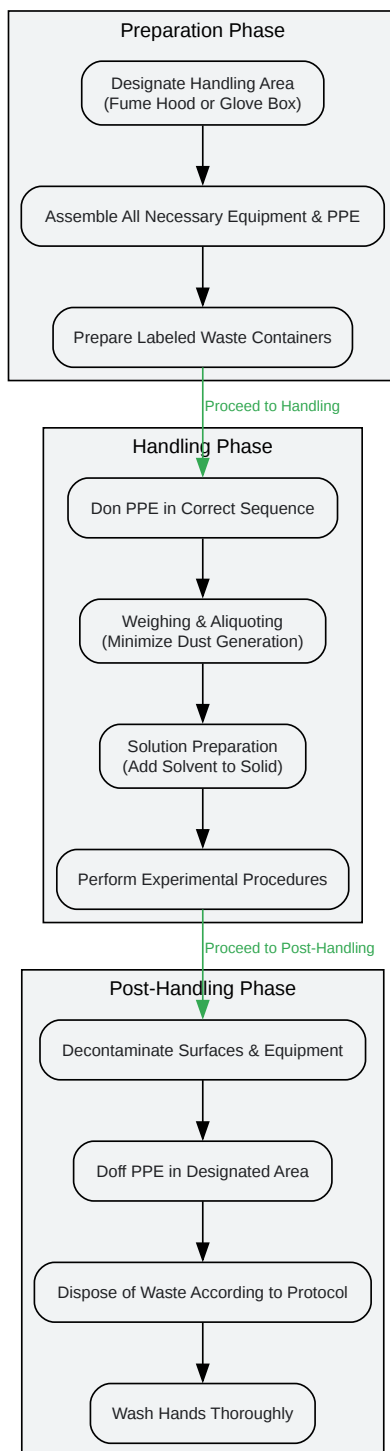 Preparation Phase
Designate Handling Area
(Fume Hood or Glove Box)
Assemble All Necessary Equipment & PPE
Prepare Labeled Waste Containers
Proceed to Handling
Handling Phase
Don PPE in Correct Sequence
Weighing & Aliquoting
(Minimize Dust Generation)
Solution Preparation
(Add Solvent to Solid)
Perform Experimental Procedures
Proceed to Post-Handling
Post-Handling Phase
Decontaminate Surfaces & Equipment
Doff PPE in Designated Area
Dispose of Waste According to Protocol
Wash Hands Thoroughly